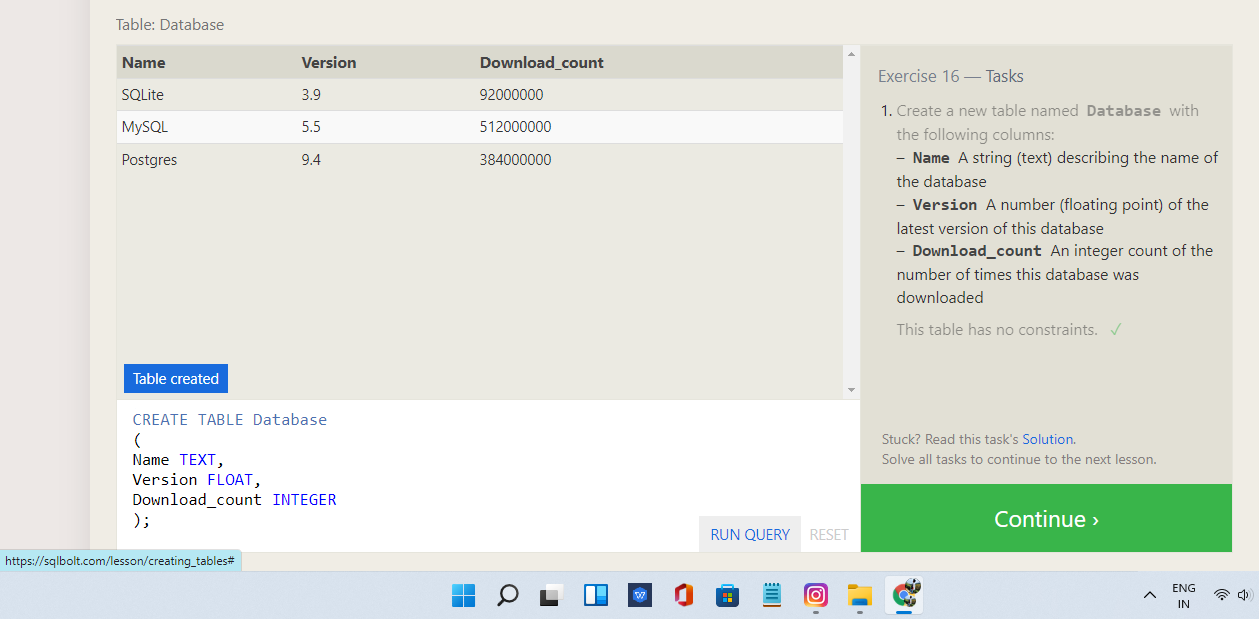 Table: Database
Name Version Download_count
SQLite 3.9 92000000
MySQL 5.5 512000000
Postgres 9.4 384000000
Table created
CREATE TABLE Database
(
Name TEXT,
Version FLOAT,
Download_count INTEGER
);
RUN QUERY RESET
Exercise 16 — Tasks
1. Create a new table named Database with
the following columns:
– Name A string (text) describing the name of
the database
– Version A number (floating point) of the
latest version of this database
– Download_count An integer count of the
number of times this database was
downloaded
This table has no constraints. ✓
Stuck? Read this task's Solution.
Solve all tasks to continue to the next lesson.
Continue ›
https://sqlbolt.com/lesson/creating_tables#
W
ENG
IN